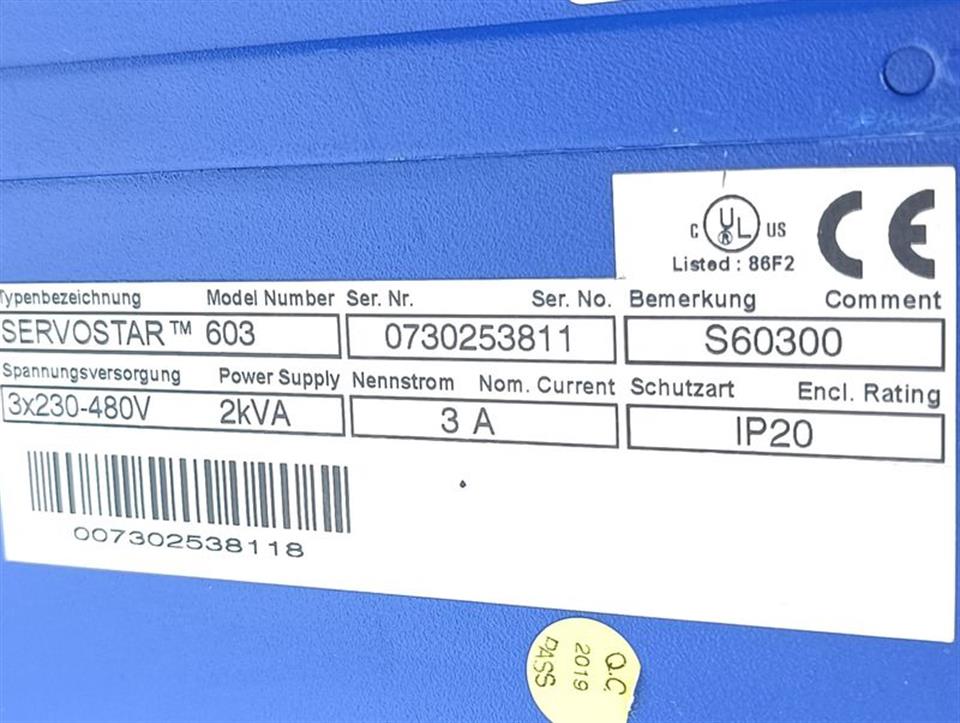 C UL US
Listed : 86F2
CE
Typenbezeichnung Model Number Ser. Nr. Ser. No. Bemerkung Comment
SERVOSTAR™ 603 0730253811 S60300
Spannungsversorgung Power Supply Nennstrom Nom. Current Schutzart Encl. Rating
3x230-480V 2kVA 3 A IP20
007302538118
Q.C.
2019
PASS